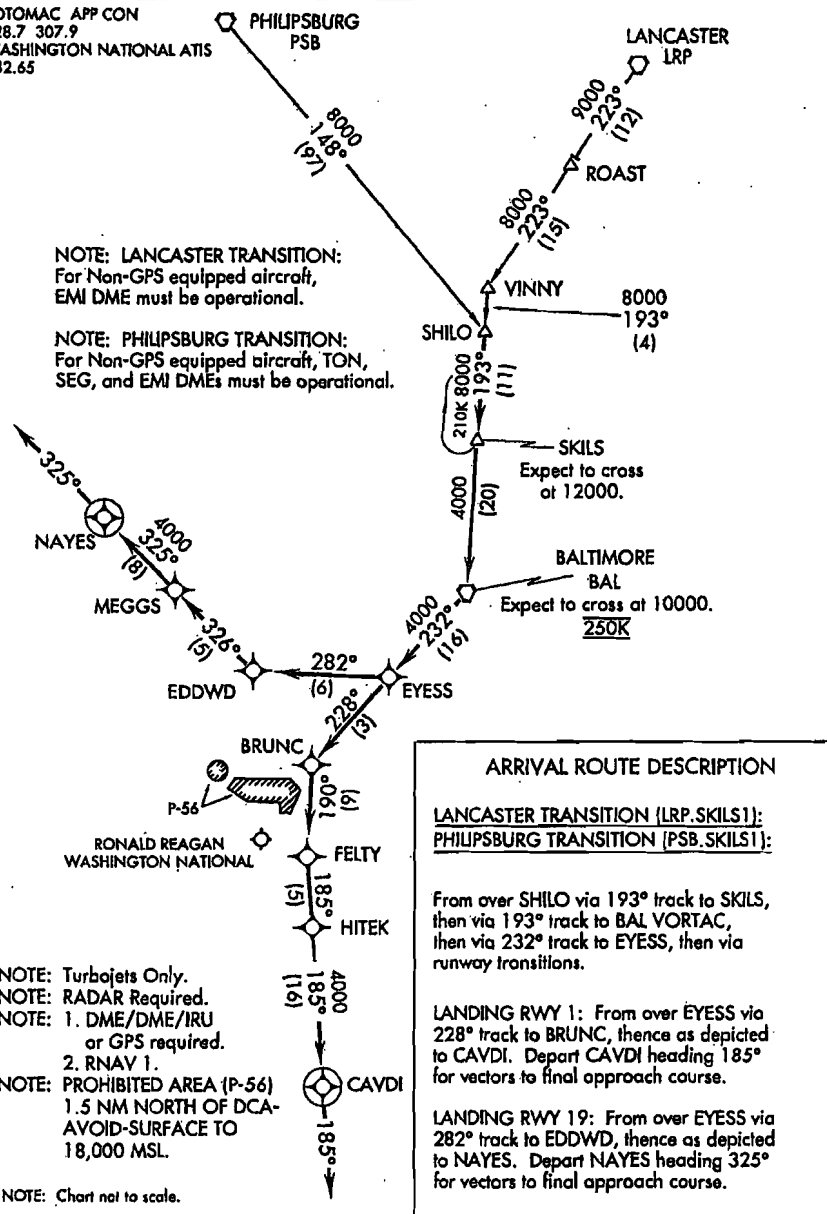 OTOMAC APP CON
28.7 307.9
ASHINGTON NATIONAL ATIS
32.65
PHILIPSBURG
PSB
LANCASTER
LRP
8000
148°
(97)
9000
223°
(12)
ROAST
8000
223°
(15)
NOTE: LANCASTER TRANSITION:
For Non-GPS equipped aircraft,
EMI DME must be operational.
VINNY
8000
193°
(4)
SHILO
NOTE: PHILIPSBURG TRANSITION:
For Non-GPS equipped aircraft, TON,
SEG, and EMI DMEs must be operational.
210K 8000
193°
(11)
SKILS
Expect to cross
at 12000.
4000
(20)
325°
NAYES
4000
325°
(8)
MEGGS
BALTIMORE
BAL
Expect to cross at 10000.
250K
4000
232°
(16)
326°
(5)
EDDWD
282°
(6)
EYESS
228°
(3)
BRUNC
P-56
190°
(6)
RONALD REAGAN
WASHINGTON NATIONAL
FELTY
185°
(5)
HITEK
4000
185°
(16)
CAVDI
185°
NOTE: Turbojets Only.
NOTE: RADAR Required.
NOTE: 1. DME/DME/IRU
or GPS required.
2. RNAV 1.
NOTE: PROHIBITED AREA (P-56)
1.5 NM NORTH OF DCA-
AVOID-SURFACE TO
18,000 MSL.
NOTE: Chart not to scale.
ARRIVAL ROUTE DESCRIPTION
LANCASTER TRANSITION (LRP.SKILS1):
PHILIPSBURG TRANSITION (PSB.SKILS1):
From over SHILO via 193° track to SKILS,
then via 193° track to BAL VORTAC,
then via 232° track to EYESS, then via
runway transitions.
LANDING RWY 1: From over EYESS via
228° track to BRUNC, thence as depicted
to CAVDI. Depart CAVDI heading 185°
for vectors to final approach course.
LANDING RWY 19: From over EYESS via
282° track to EDDWD, thence as depicted
to NAYES. Depart NAYES heading 325°
for vectors to final approach course.